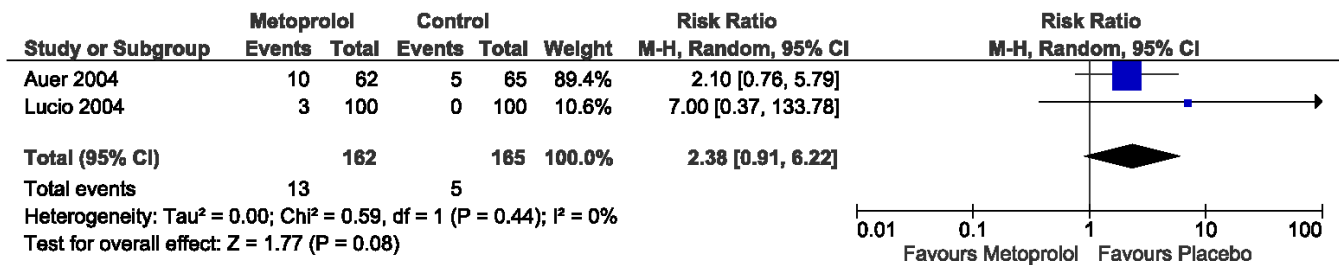 Metoprolol Control Risk Ratio Risk Ratio
Study or Subgroup Events Total Events Total Weight M-H, Random, 95% CI M-H, Random, 95% CI
Auer 2004 10 62 5 65 89.4% 2.10 [0.76, 5.79]
Lucio 2004 3 100 0 100 10.6% 7.00 [0.37, 133.78]
Total (95% CI) 162 165 100.0% 2.38 [0.91, 6.22]
Total events 13 5
Heterogeneity: Tau² = 0.00; Chi² = 0.59, df = 1 (P = 0.44); I² = 0%
Test for overall effect: Z = 1.77 (P = 0.08)
0.01 0.1 1 10 100
Favours Metoprolol Favours Placebo